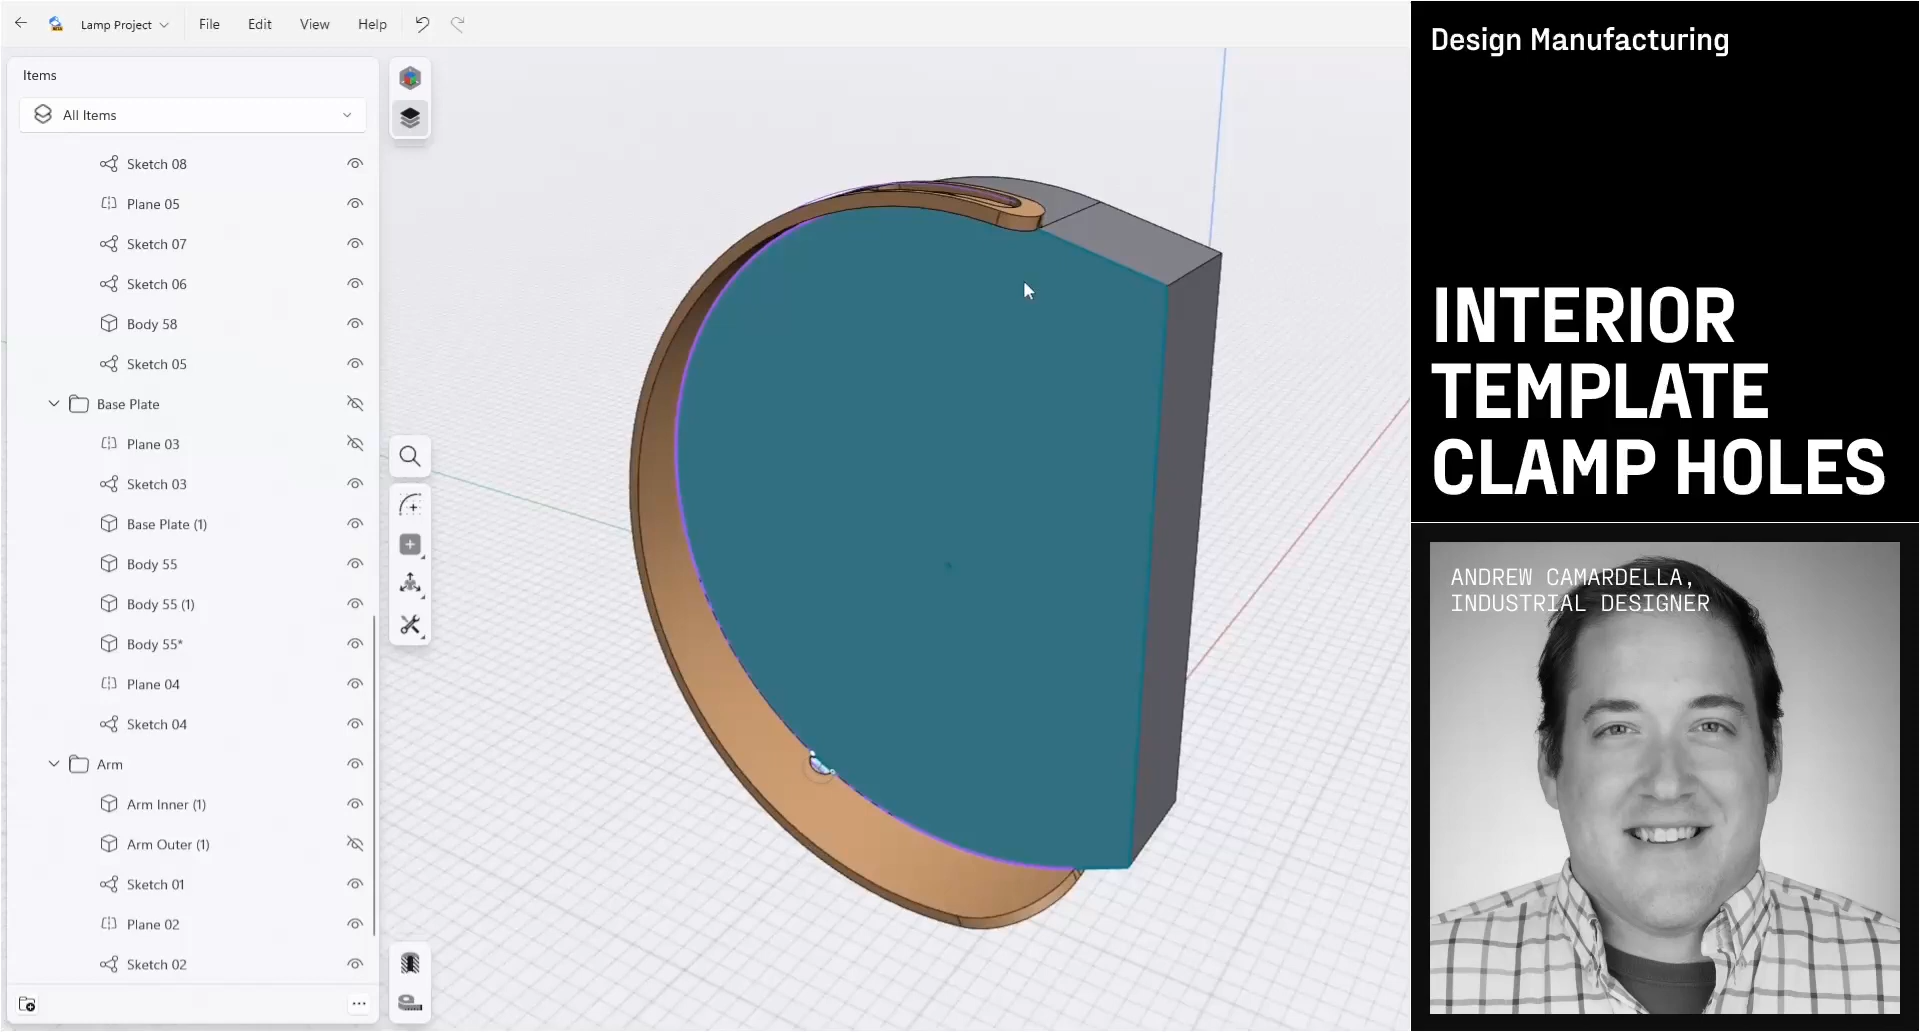 Lamp Project
File
Edit
View
Help
Items
All Items
Sketch 08
Plane 05
Sketch 07
Sketch 06
Body 58
Sketch 05
Base Plate
Plane 03
Sketch 03
Base Plate (1)
Body 55
Body 55 (1)
Body 55*
Plane 04
Sketch 04
Arm
Arm Inner (1)
Arm Outer (1)
Sketch 01
Plane 02
Sketch 02
Design Manufacturing
INTERIOR
TEMPLATE
CLAMP HOLES
ANDREW CAMARDELLA,
INDUSTRIAL DESIGNER